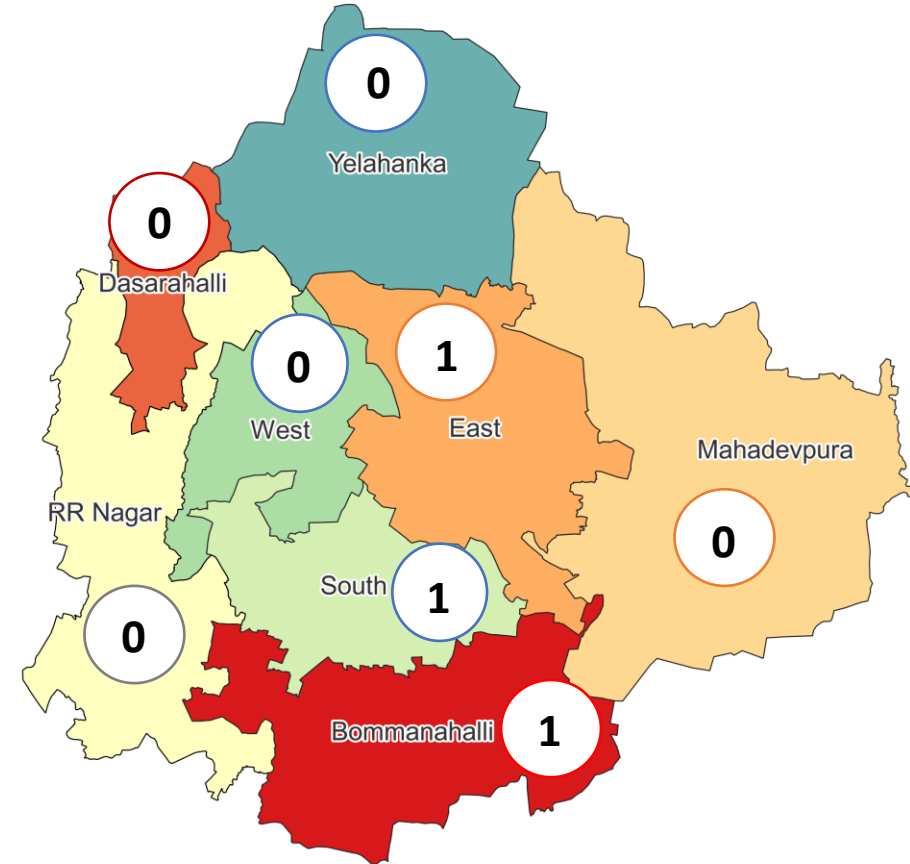 0
Yelahanka
0
Dasarahalli
0
West
1
East
Mahadevpura
0
RR Nagar
South
1
0
Bommanahalli
1